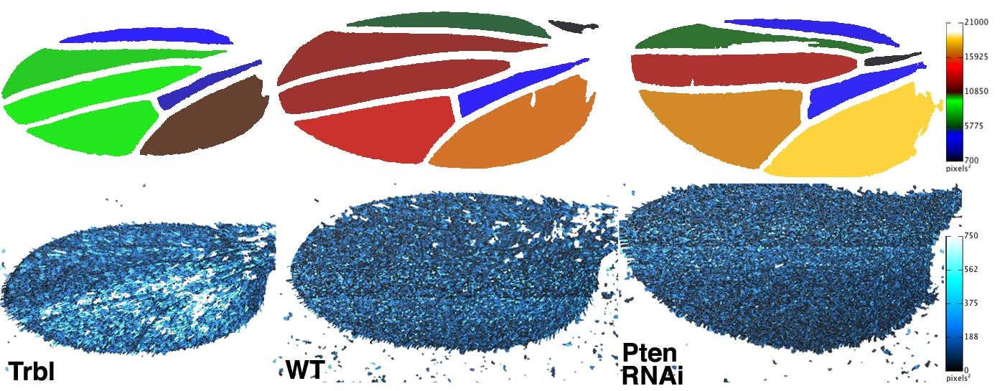 21000
15925
10850
5775
700
pixels²
750
562
375
188
0
pixels²
Trbl
WT
Pten
RNAi